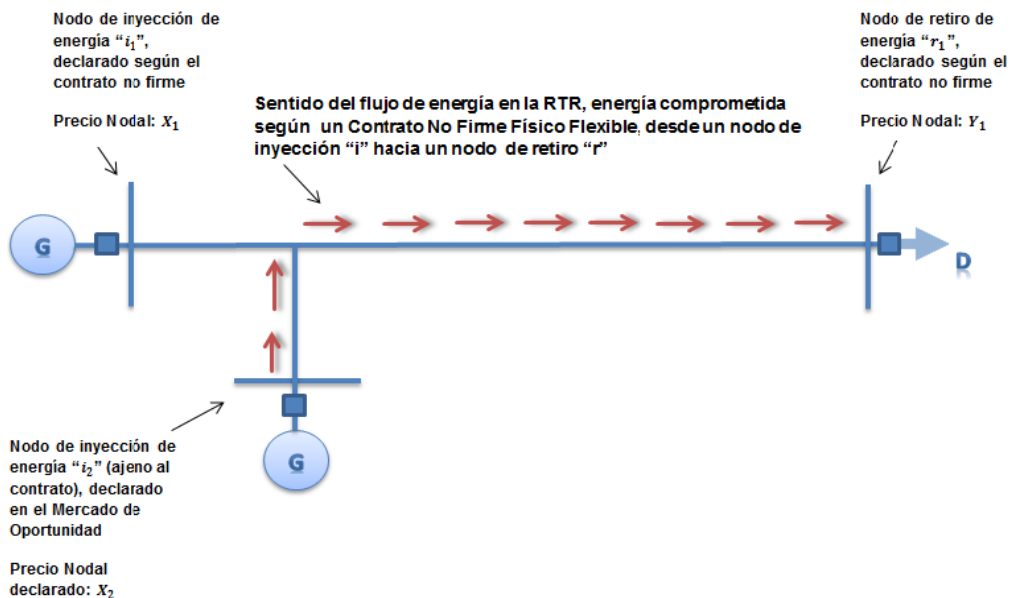 Nodo de inyección de
energía “i₁”,
declarado según el
contrato no firme
Precio Nodal: X₁
Sentido del flujo de energía en la RTR, energía comprometida
según un Contrato No Firme Físico Flexible, desde un nodo de
inyección “i” hacia un nodo de retiro “r”
Nodo de retiro de
energía “r₁”,
declarado según el
contrato no firme
Precio Nodal: Y₁
G
D
G
Nodo de inyección de
energía “i₂” (ajeno al
contrato), declarado
en el Mercado de
Oportunidad
Precio Nodal
declarado: X₂